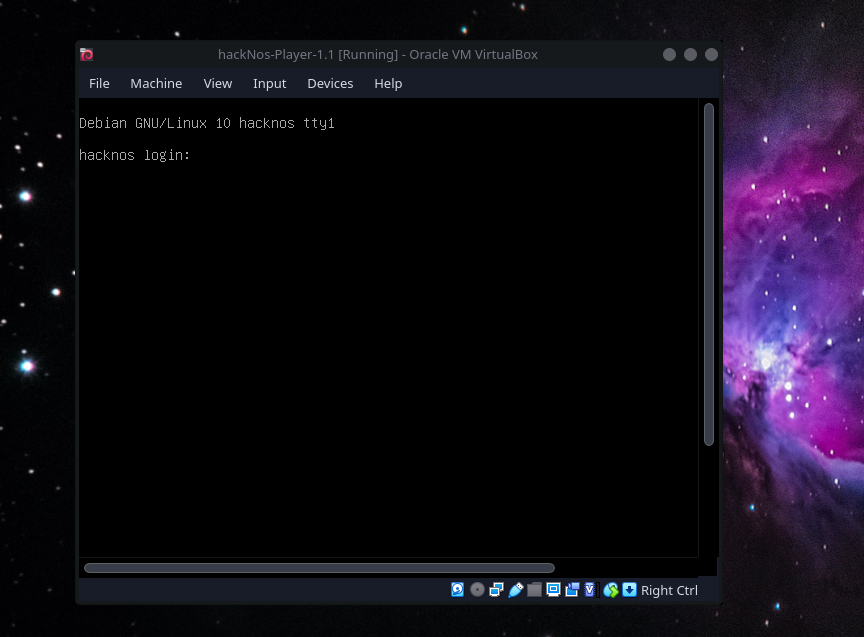 hackNos-Player-1.1 [Running] - Oracle VM VirtualBox
File Machine View Input Devices Help
Debian GNU/Linux 10 hacknos tty1
hacknos login:
Right Ctrl